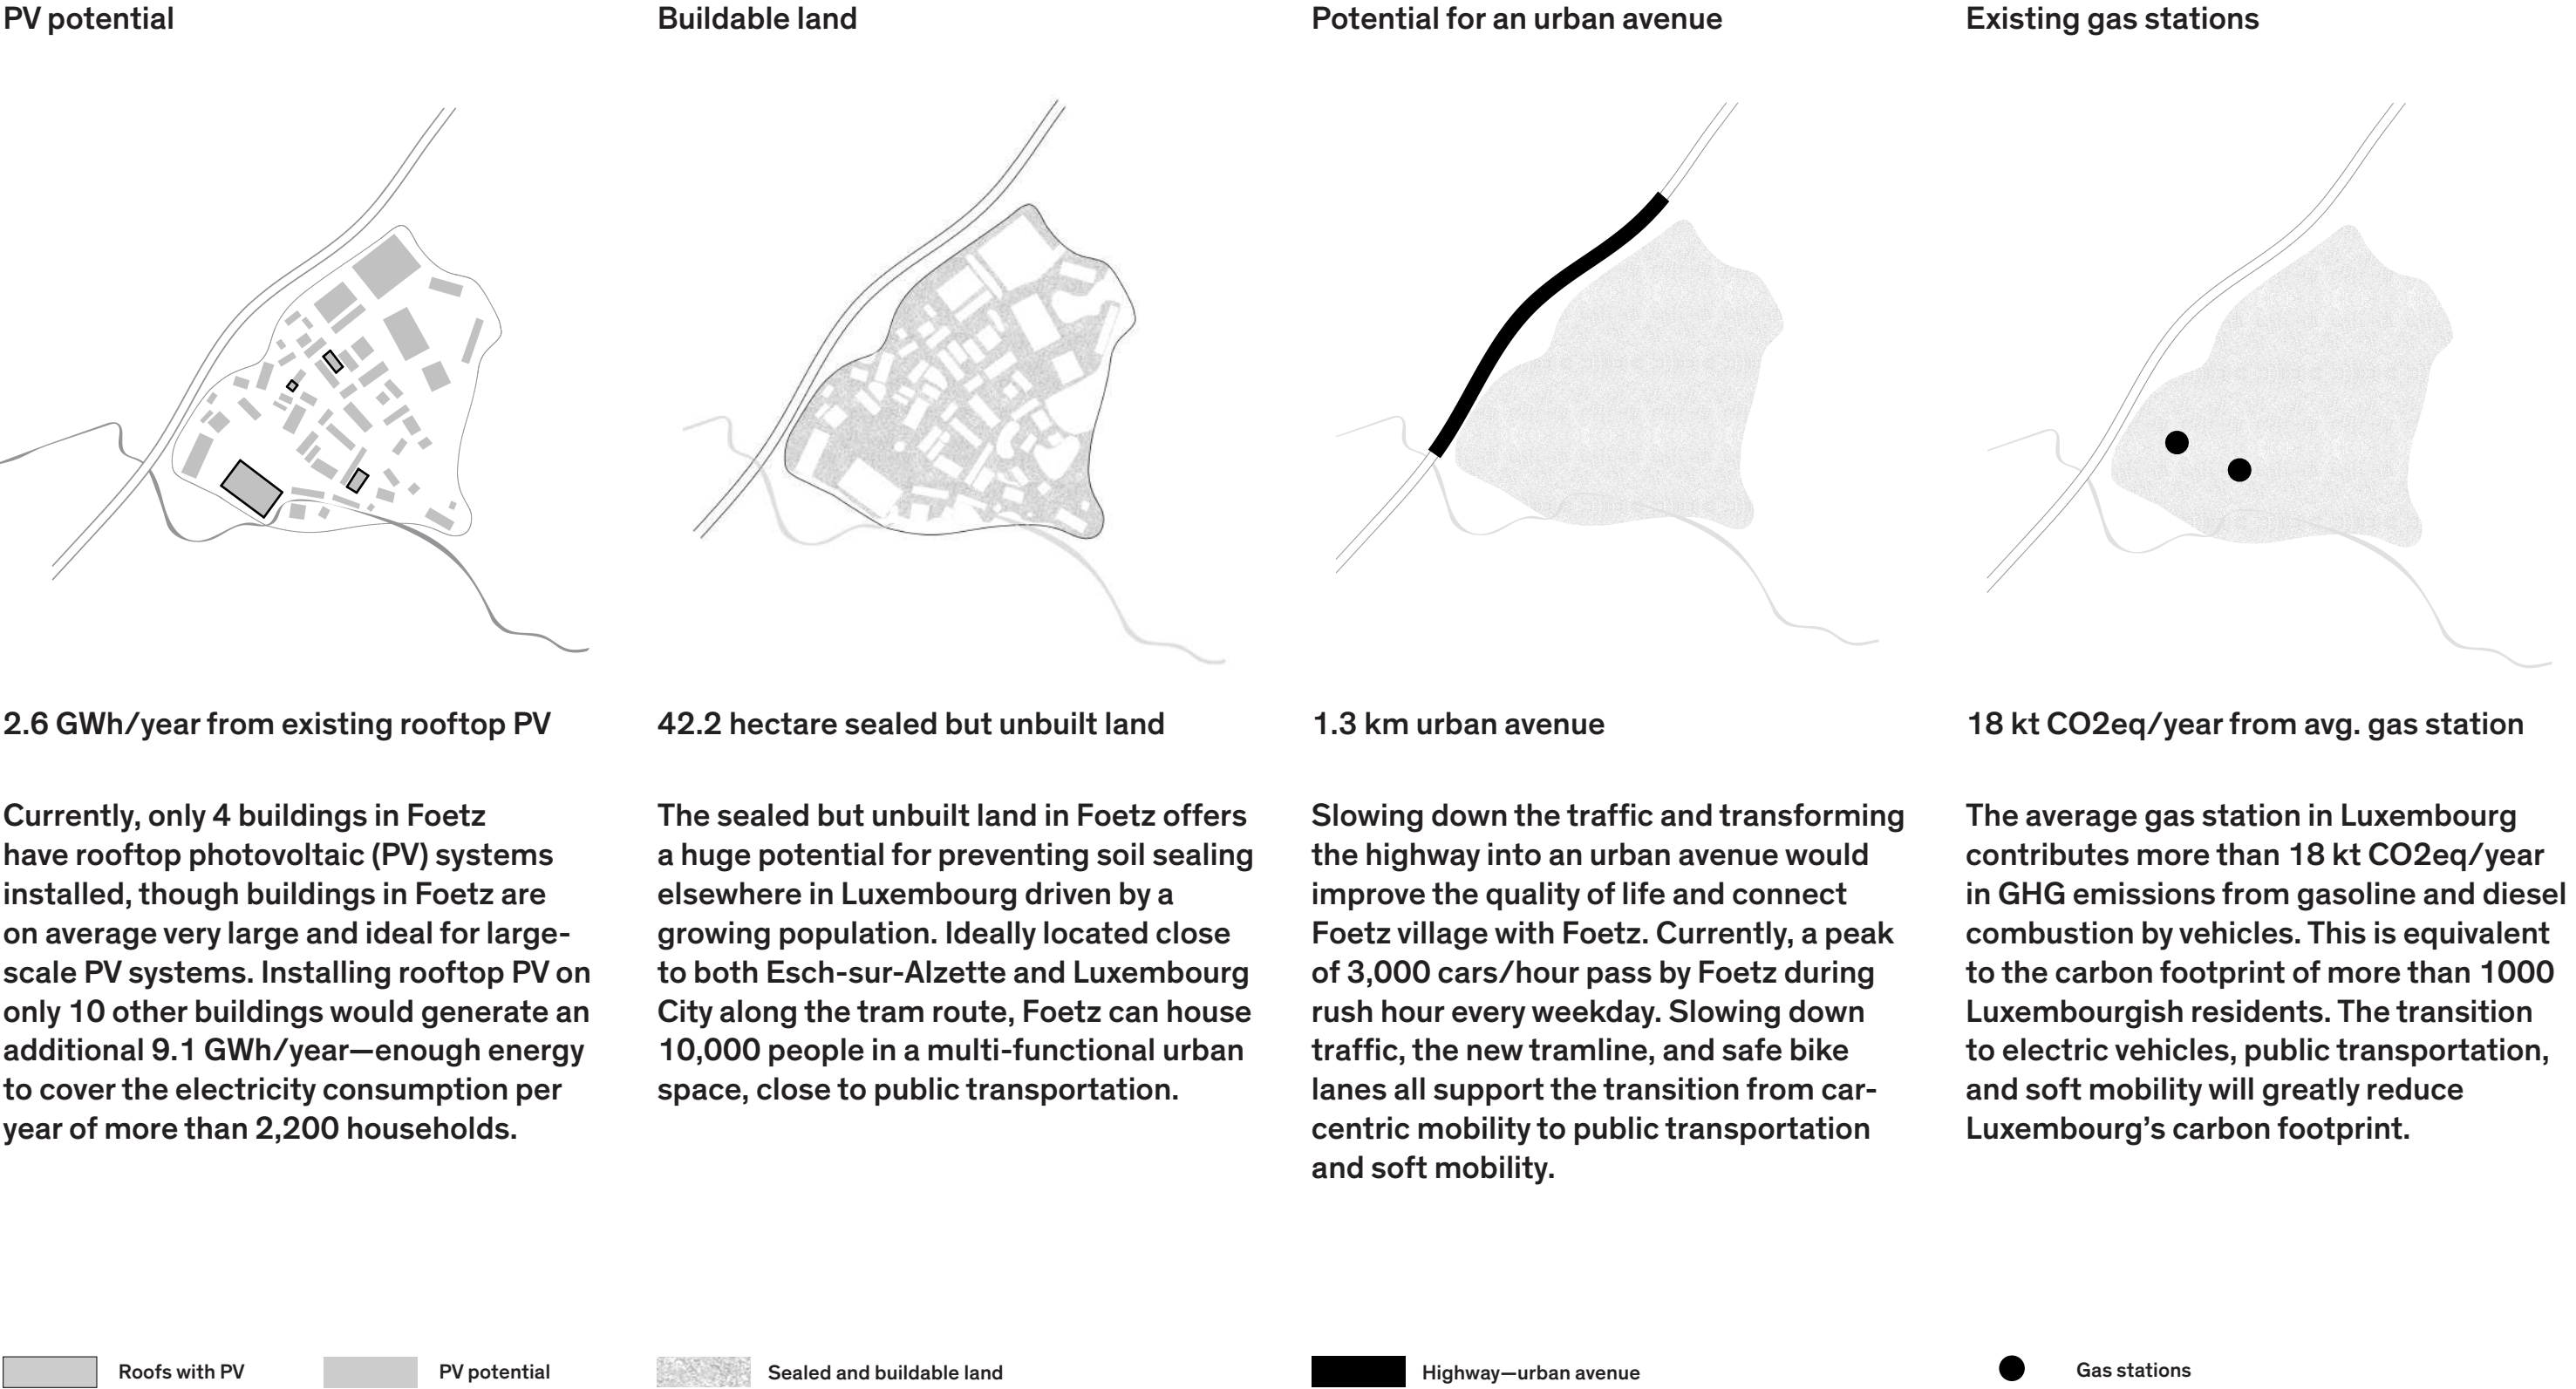 PV potential
2.6 GWh/year from existing rooftop PV
Currently, only 4 buildings in Foetz
have rooftop photovoltaic (PV) systems
installed, though buildings in Foetz are
on average very large and ideal for large-
scale PV systems. Installing rooftop PV on
only 10 other buildings would generate an
additional 9.1 GWh/year—enough energy
to cover the electricity consumption per
year of more than 2,200 households.
Roofs with PV
PV potential
Buildable land
42.2 hectare sealed but unbuilt land
The sealed but unbuilt land in Foetz offers
a huge potential for preventing soil sealing
elsewhere in Luxembourg driven by a
growing population. Ideally located close
to both Esch-sur-Alzette and Luxembourg
City along the tram route, Foetz can house
10,000 people in a multi-functional urban
space, close to public transportation.
Sealed and buildable land
Potential for an urban avenue
1.3 km urban avenue
Slowing down the traffic and transforming
the highway into an urban avenue would
improve the quality of life and connect
Foetz village with Foetz. Currently, a peak
of 3,000 cars/hour pass by Foetz during
rush hour every weekday. Slowing down
traffic, the new tramline, and safe bike
lanes all support the transition from car-
centric mobility to public transportation
and soft mobility.
Highway—urban avenue
Existing gas stations
18 kt CO2eq/year from avg. gas station
The average gas station in Luxembourg
contributes more than 18 kt CO2eq/year
in GHG emissions from gasoline and diesel
combustion by vehicles. This is equivalent
to the carbon footprint of more than 1000
Luxembourgish residents. The transition
to electric vehicles, public transportation,
and soft mobility will greatly reduce
Luxembourg’s carbon footprint.
Gas stations